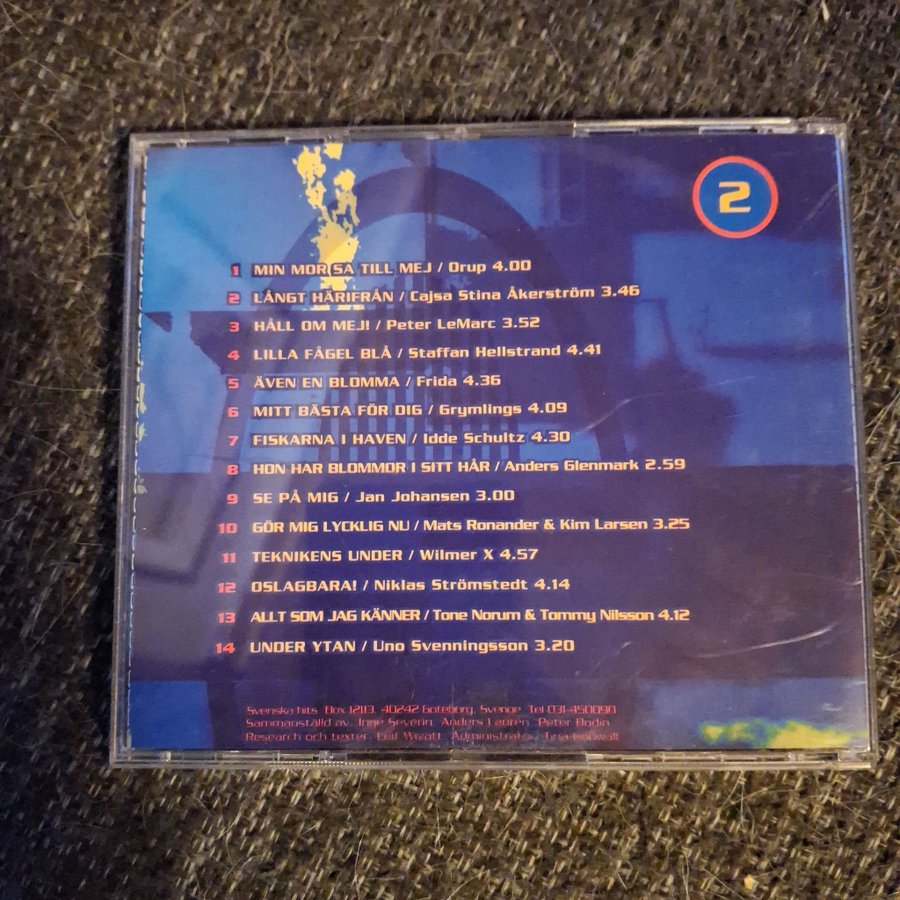 2
1 MIN MOR SA TILL MEJ / Orup 4.00
2 LÅNGT HÄRIFRÅN / Cajsa Stina Åkerström 3.46
3 HÅLL OM MEJ! / Peter LeMarc 3.52
4 LILLA FÅGEL BLÅ / Staffan Hellstrand 4.41
5 ÄVEN EN BLOMMA / Frida 4.36
6 MITT BÄSTA FÖR DIG / Grymlings 4.09
7 FISKARNA I HAVEN / Idde Schultz 4.30
8 HON HAR BLOMMOR I SITT HÅR / Anders Glenmark 2.59
9 SE PÅ MIG / Jan Johansen 3.00
10 GÖR MIG LYCKLIG NU / Mats Ronander & Kim Larsen 3.25
11 TEKNIKENS UNDER / Wilmer X 4.57
12 OSLAGBARA! / Niklas Strömstedt 4.14
13 ALLT SOM JAG KÄNNER / Tone Norum & Tommy Nilsson 4.12
14 UNDER YTAN / Uno Svenningsson 3.20
Svenska hits. Box 12113, 40242 Göteborg, Sverige. Tel 031-450090
Sammanställd av: Inge Severin, Anders Lauren, Peter Bodin
Research och texter: Leif Administratör: